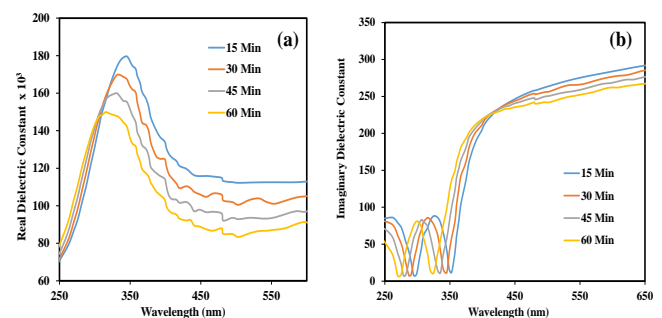 (a)
200
180
160
140
120
100
80
60
Real Dielectric Constant x 10³
15 Min
30 Min
45 Min
60 Min
250
350
450
550
Wavelength (nm)
(b)
350
300
250
200
150
100
50
0
Imaginary Dielectric Constant
15 Min
30 Min
45 Min
60 Min
250
350
450
550
650
Wavelength (nm)